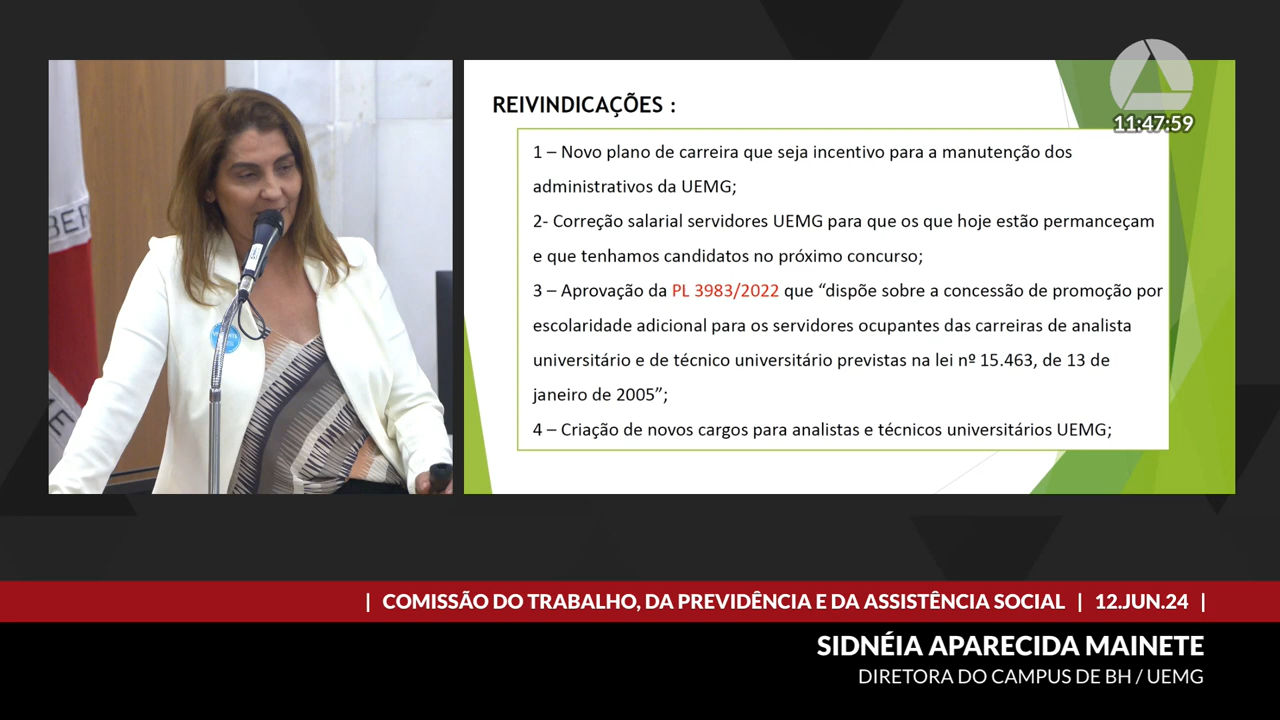 REIVINDICAÇÕES :
11:47:59
1 – Novo plano de carreira que seja incentivo para a manutenção dos
administrativos da UEMG;
2- Correção salarial servidores UEMG para que os que hoje estão permanceçam
e que tenhamos candidatos no próximo concurso;
3 – Aprovação da PL 3983/2022 que “dispõe sobre a concessão de promoção por
escolaridade adicional para os servidores ocupantes das carreiras de analista
universitário e de técnico universitário previstas na lei nº 15.463, de 13 de
janeiro de 2005”;
4 – Criação de novos cargos para analistas e técnicos universitários UEMG;
| COMISSÃO DO TRABALHO, DA PREVIDÊNCIA E DA ASSISTÊNCIA SOCIAL | 12.JUN.24 |
SIDNÉIA APARECIDA MAINETE
DIRETORA DO CAMPUS DE BH / UEMG